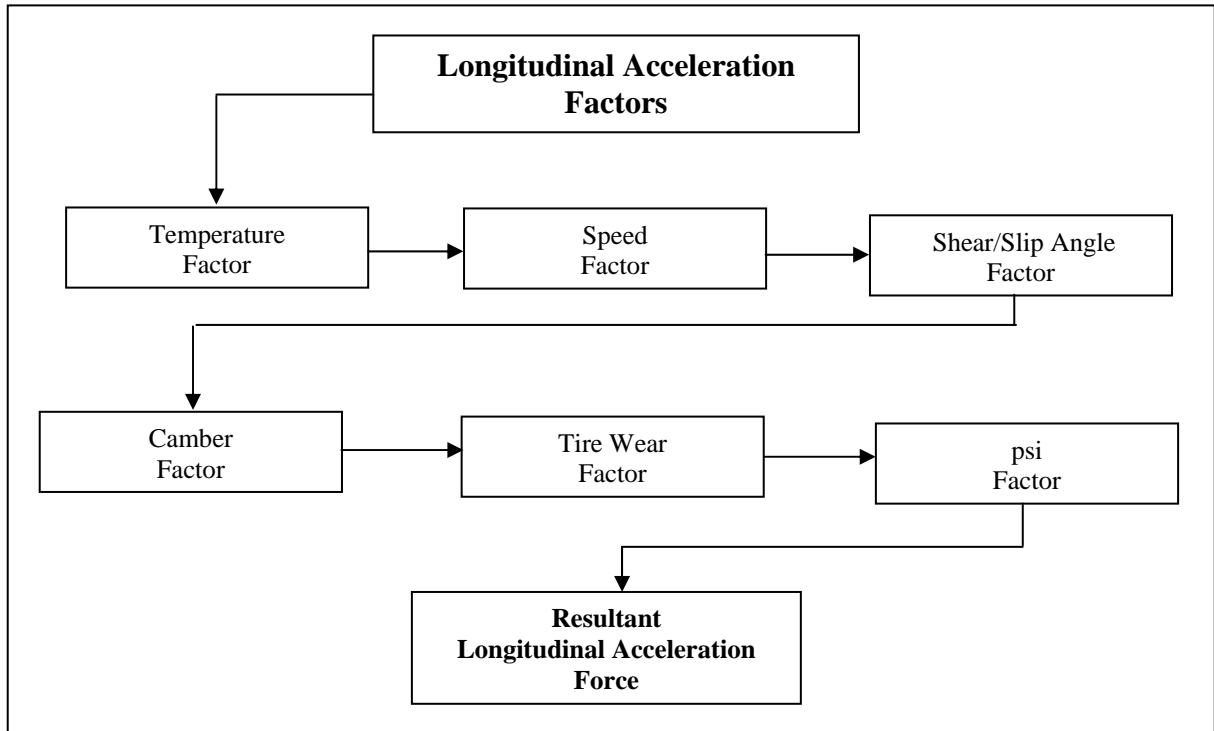 Longitudinal Acceleration
Factors
Temperature
Factor
Speed
Factor
Shear/Slip Angle
Factor
Camber
Factor
Tire Wear
Factor
psi
Factor
Resultant
Longitudinal Acceleration
Force